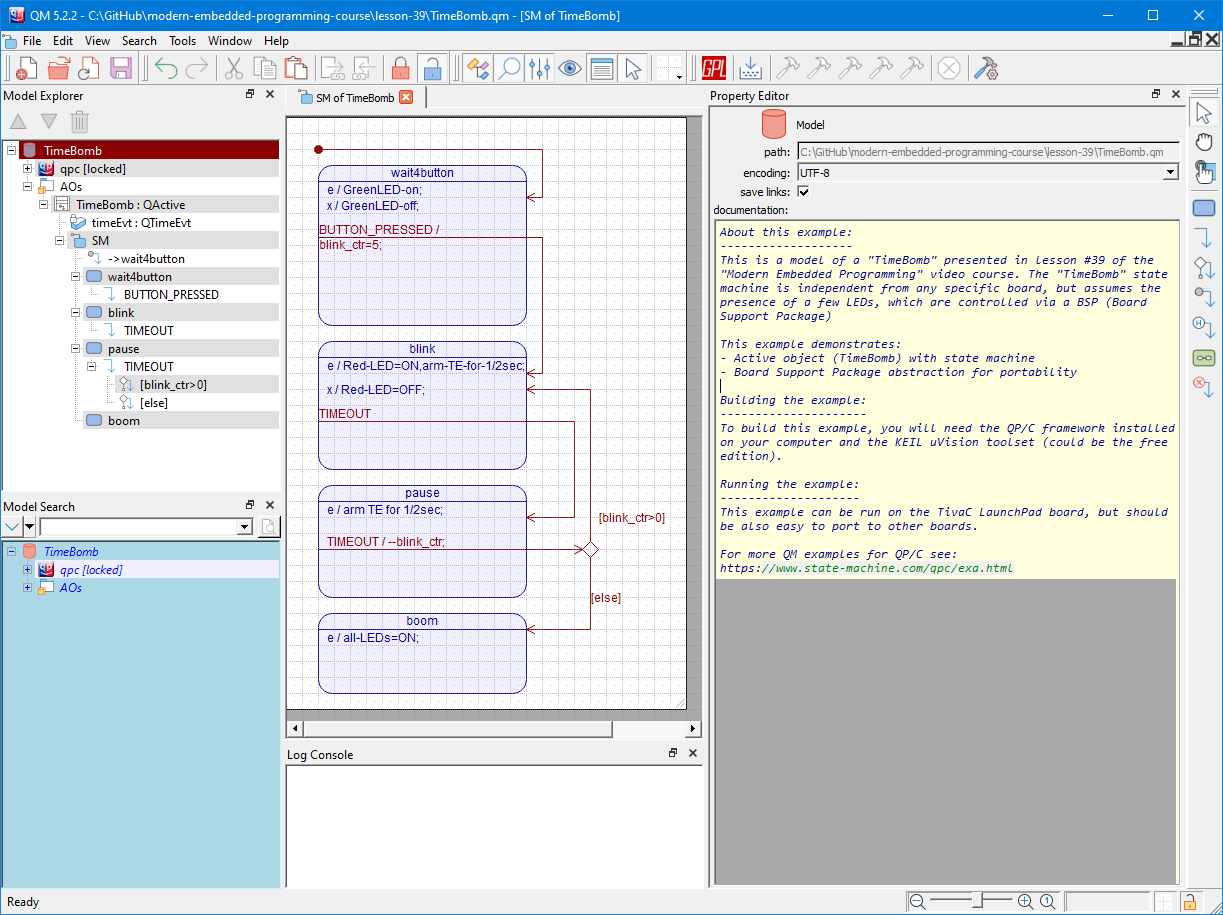 QM 5.2.2 - C:\GitHub\modern-embedded-programming-course\lesson-39\TimeBomb.qm - [SM of TimeBomb]
File Edit View Search Tools Window Help
GPL
Model Explorer
TimeBomb
qpc [locked]
AOs
TimeBomb : QActive
timeEvt : QTimeEvt
SM
->wait4button
wait4button
BUTTON_PRESSED
blink
TIMEOUT
pause
TIMEOUT
[blink_ctr>0]
[else]
boom
Model Search
TimeBomb
qpc [locked]
AOs
SM of TimeBomb
wait4button
e / GreenLED-on;
x / GreenLED-off;
BUTTON_PRESSED /
blink_ctr=5;
blink
e / Red-LED=ON,arm-TE-for-1/2sec;
x / Red-LED=OFF;
TIMEOUT
pause
e / arm TE for 1/2sec;
[blink_ctr>0]
TIMEOUT / --blink_ctr;
[else]
boom
e / all-LEDs=ON;
Log Console
Property Editor
Model
path: C:\GitHub\modern-embedded-programming-course\lesson-39\TimeBomb.qm
encoding: UTF-8
save links:
documentation:
About this example:
-------------------
This is a model of a "TimeBomb" presented in lesson #39 of the
"Modern Embedded Programming" video course. The "TimeBomb" state
machine is independent from any specific board, but assumes the
presence of a few LEDs, which are controlled via a BSP (Board
Support Package)
This example demonstrates:
- Active object (TimeBomb) with state machine
- Board Support Package abstraction for portability
Building the example:
---------------------
To build this example, you will need the QP/C framework installed
on your computer and the KEIL uVision toolset (could be the free
edition).
Running the example:
--------------------
This example can be run on the TivaC LaunchPad board, but should
be also easy to port to other boards.
For more QM examples for QP/C see:
https://www.state-machine.com/qpc/exa.html
H
Ready
1